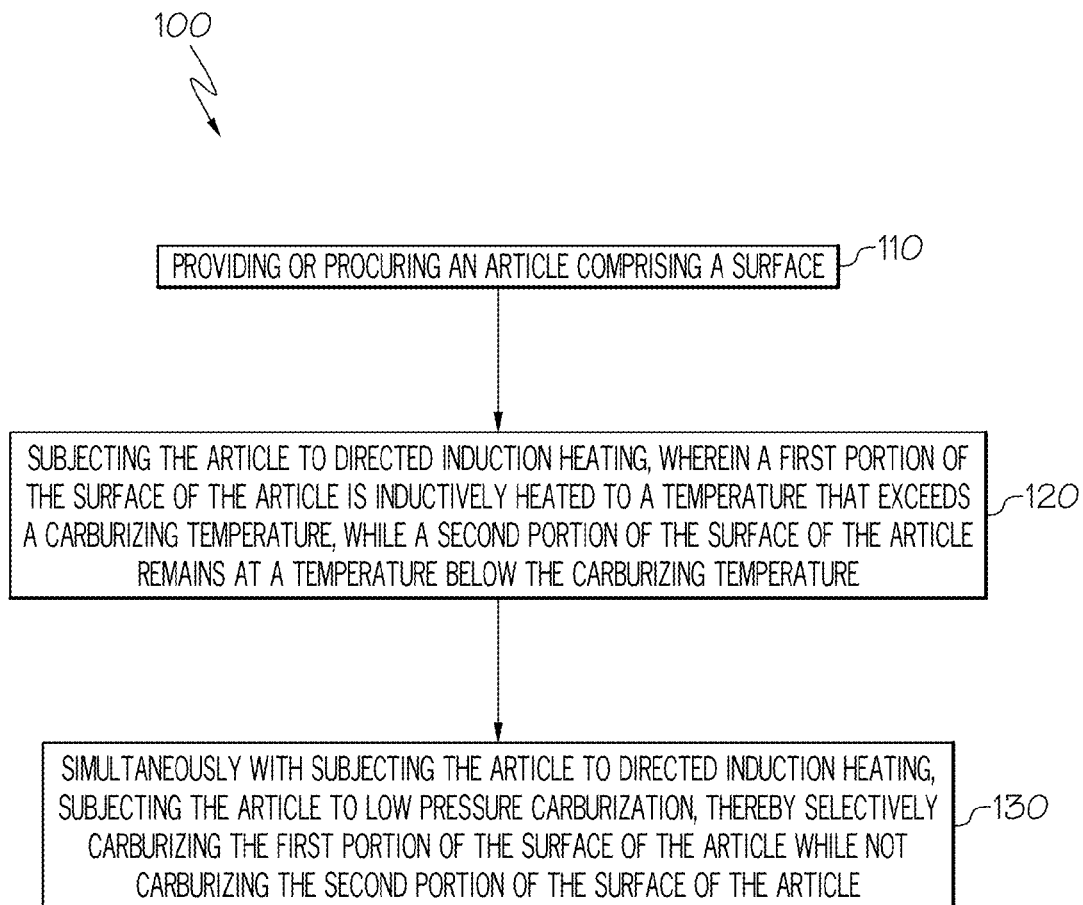 100
PROVIDING OR PROCURING AN ARTICLE COMPRISING A SURFACE
110
SUBJECTING THE ARTICLE TO DIRECTED INDUCTION HEATING, WHEREIN A FIRST PORTION OF
THE SURFACE OF THE ARTICLE IS INDUCTIVELY HEATED TO A TEMPERATURE THAT EXCEEDS
A CARBURIZING TEMPERATURE, WHILE A SECOND PORTION OF THE SURFACE OF THE ARTICLE
REMAINS AT A TEMPERATURE BELOW THE CARBURIZING TEMPERATURE
120
SIMULTANEOUSLY WITH SUBJECTING THE ARTICLE TO DIRECTED INDUCTION HEATING,
SUBJECTING THE ARTICLE TO LOW PRESSURE CARBURIZATION, THEREBY SELECTIVELY
CARBURIZING THE FIRST PORTION OF THE SURFACE OF THE ARTICLE WHILE NOT
CARBURIZING THE SECOND PORTION OF THE SURFACE OF THE ARTICLE
130